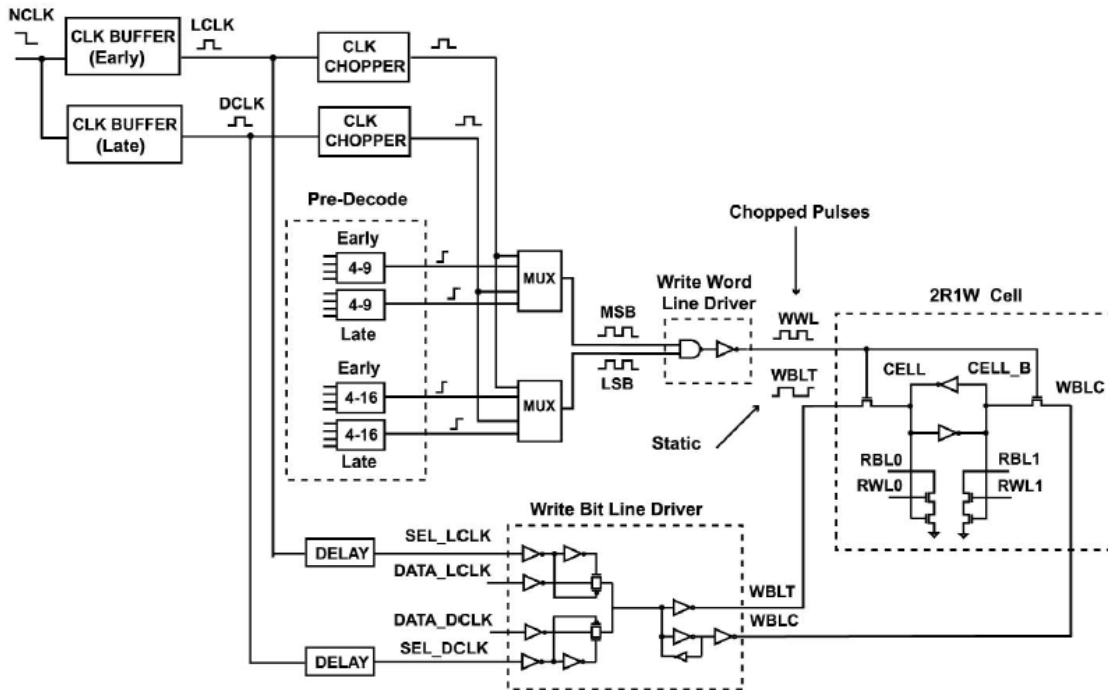 NCLK
CLK BUFFER
(Early)
LCLK
CLK
CHOPPER
CLK BUFFER
(Late)
DCLK
CLK
CHOPPER
Pre-Decode
Early
4-9
4-9
Late
Early
4-16
4-16
Late
MUX
MUX
MSB
LSB
Write Word
Line Driver
Chopped Pulses
WWL
WBLT
Static
2R1W Cell
CELL
CELL_B
WBLC
RBL0
RWL0
RBL1
RWL1
Write Bit Line Driver
DELAY
SEL_LCLK
DATA_LCLK
DATA_DCLK
SEL_DCLK
DELAY
WBLT
WBLC